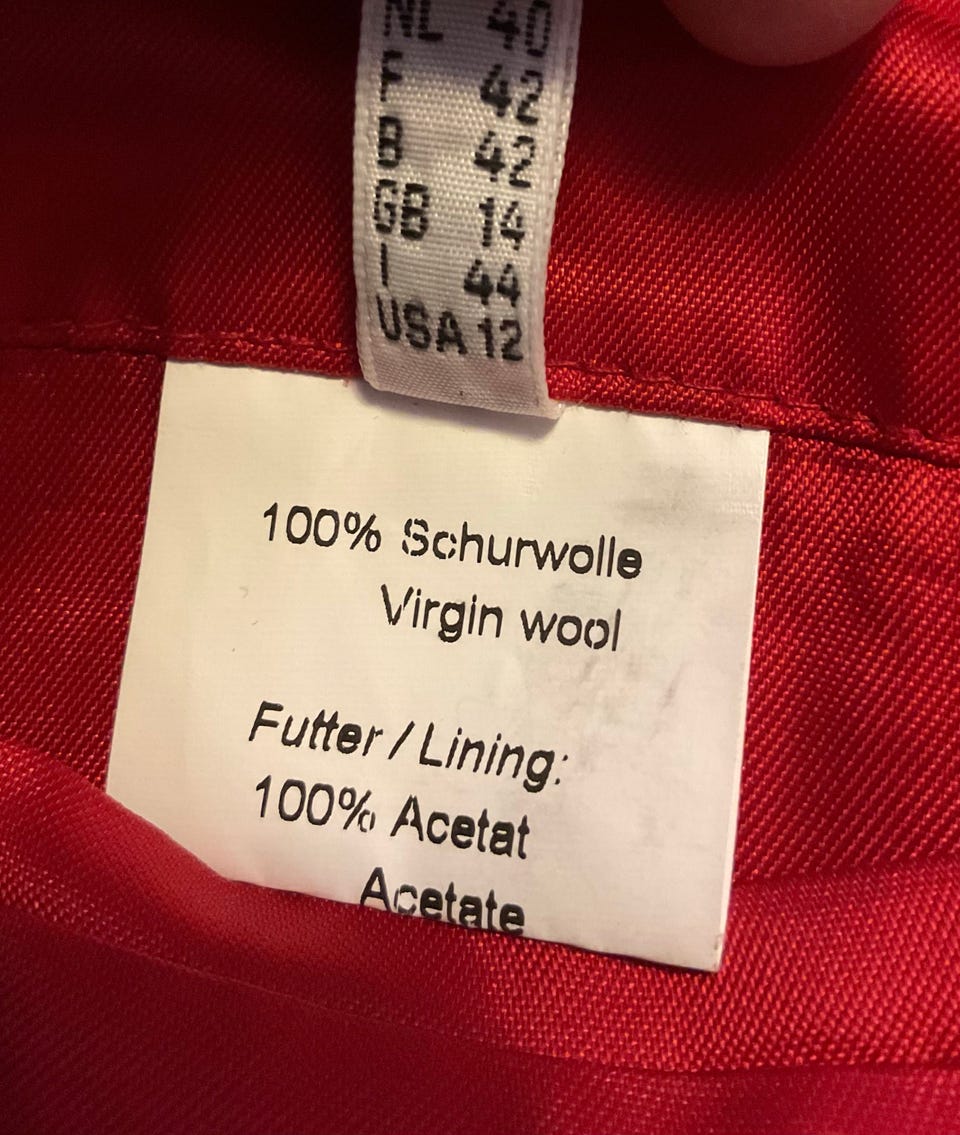 NL 40
F 42
B 42
GB 14
I 44
USA 12
100% Schurwolle
Virgin wool
Futter / Lining:
100% Acetat
Acetate